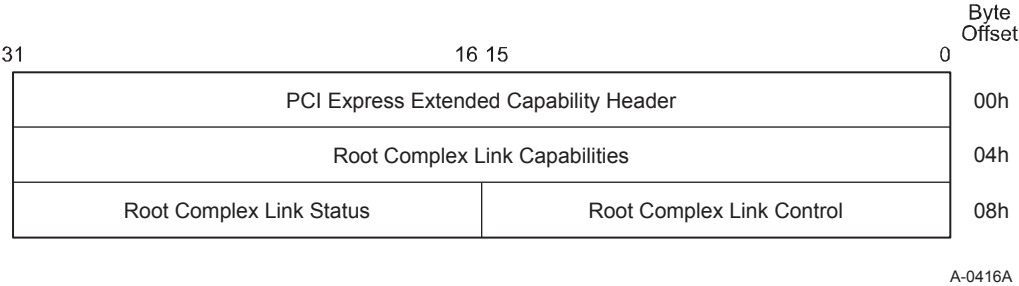 Byte
Offset
31 16 15 0
PCI Express Extended Capability Header 00h
Root Complex Link Capabilities 04h
Root Complex Link Status Root Complex Link Control 08h
A-0416A